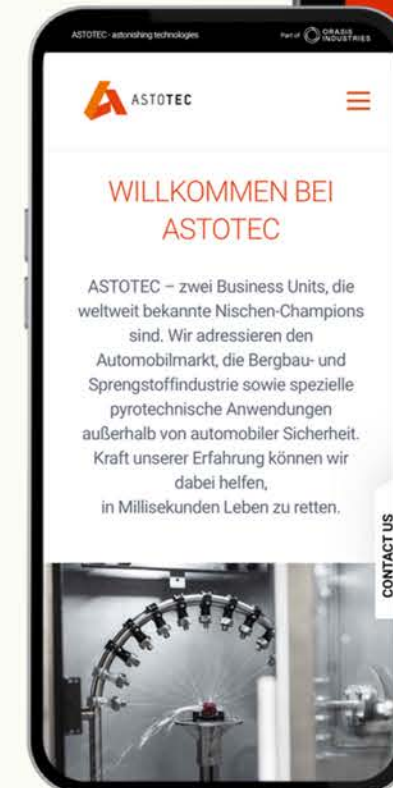 ASTOTEC - astonishing technologies
Part of ORASIS INDUSTRIES
ASTOTEC
WILLKOMMEN BEI
ASTOTEC
ASTOTEC – zwei Business Units, die
weltweit bekannte Nischen-Champions
sind. Wir adressieren den
Automobilmarkt, die Bergbau- und
Sprengstoffindustrie sowie spezielle
pyrotechnische Anwendungen
außerhalb von automobiler Sicherheit.
Kraft unserer Erfahrung können wir
dabei helfen,
in Millisekunden Leben zu retten.
CONTACT US